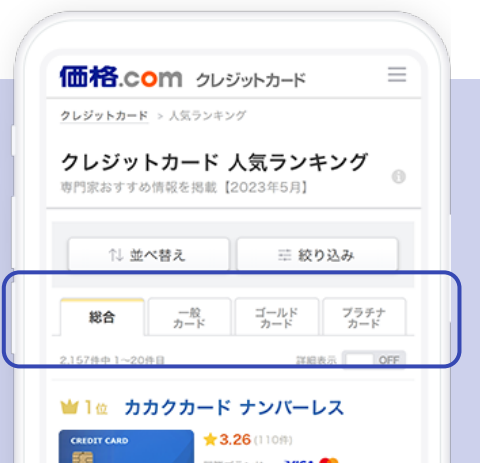 価格.com クレジットカード
クレジットカード > 人気ランキング
クレジットカード 人気ランキング
専門家おすすめ情報を掲載【2023年5月】
並べ替え
絞り込み
総合
一般
カード
ゴールド
カード
プラチナ
カード
2,157件中 1~20件目
詳細表示 OFF
1位 カカクカード ナンバーレス
CREDIT CARD
3.26 (110件)